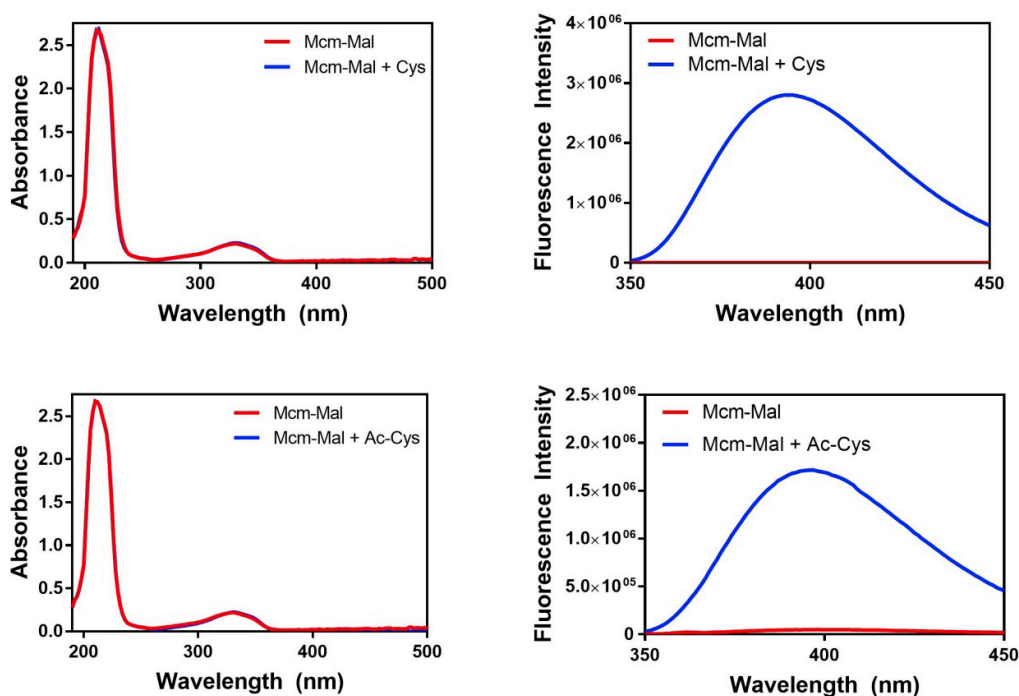 2.5
2.0
1.5
1.0
0.5
0.0
Absorbance
Mcm-Mal
Mcm-Mal + Cys
200
300
400
500
Wavelength (nm)
4×10⁰⁶
3×10⁰⁶
2×10⁰⁶
1×10⁰⁶
0
Fluorescence Intensity
Mcm-Mal
Mcm-Mal + Cys
350
400
450
Wavelength (nm)
2.5
2.0
1.5
1.0
0.5
0.0
Absorbance
Mcm-Mal
Mcm-Mal + Ac-Cys
200
300
400
500
Wavelength (nm)
2.5×10⁰⁶
2.0×10⁰⁶
1.5×10⁰⁶
1.0×10⁰⁶
5.0×10⁰⁵
0
Fluorescence Intensity
Mcm-Mal
Mcm-Mal + Ac-Cys
350
400
450
Wavelength (nm)